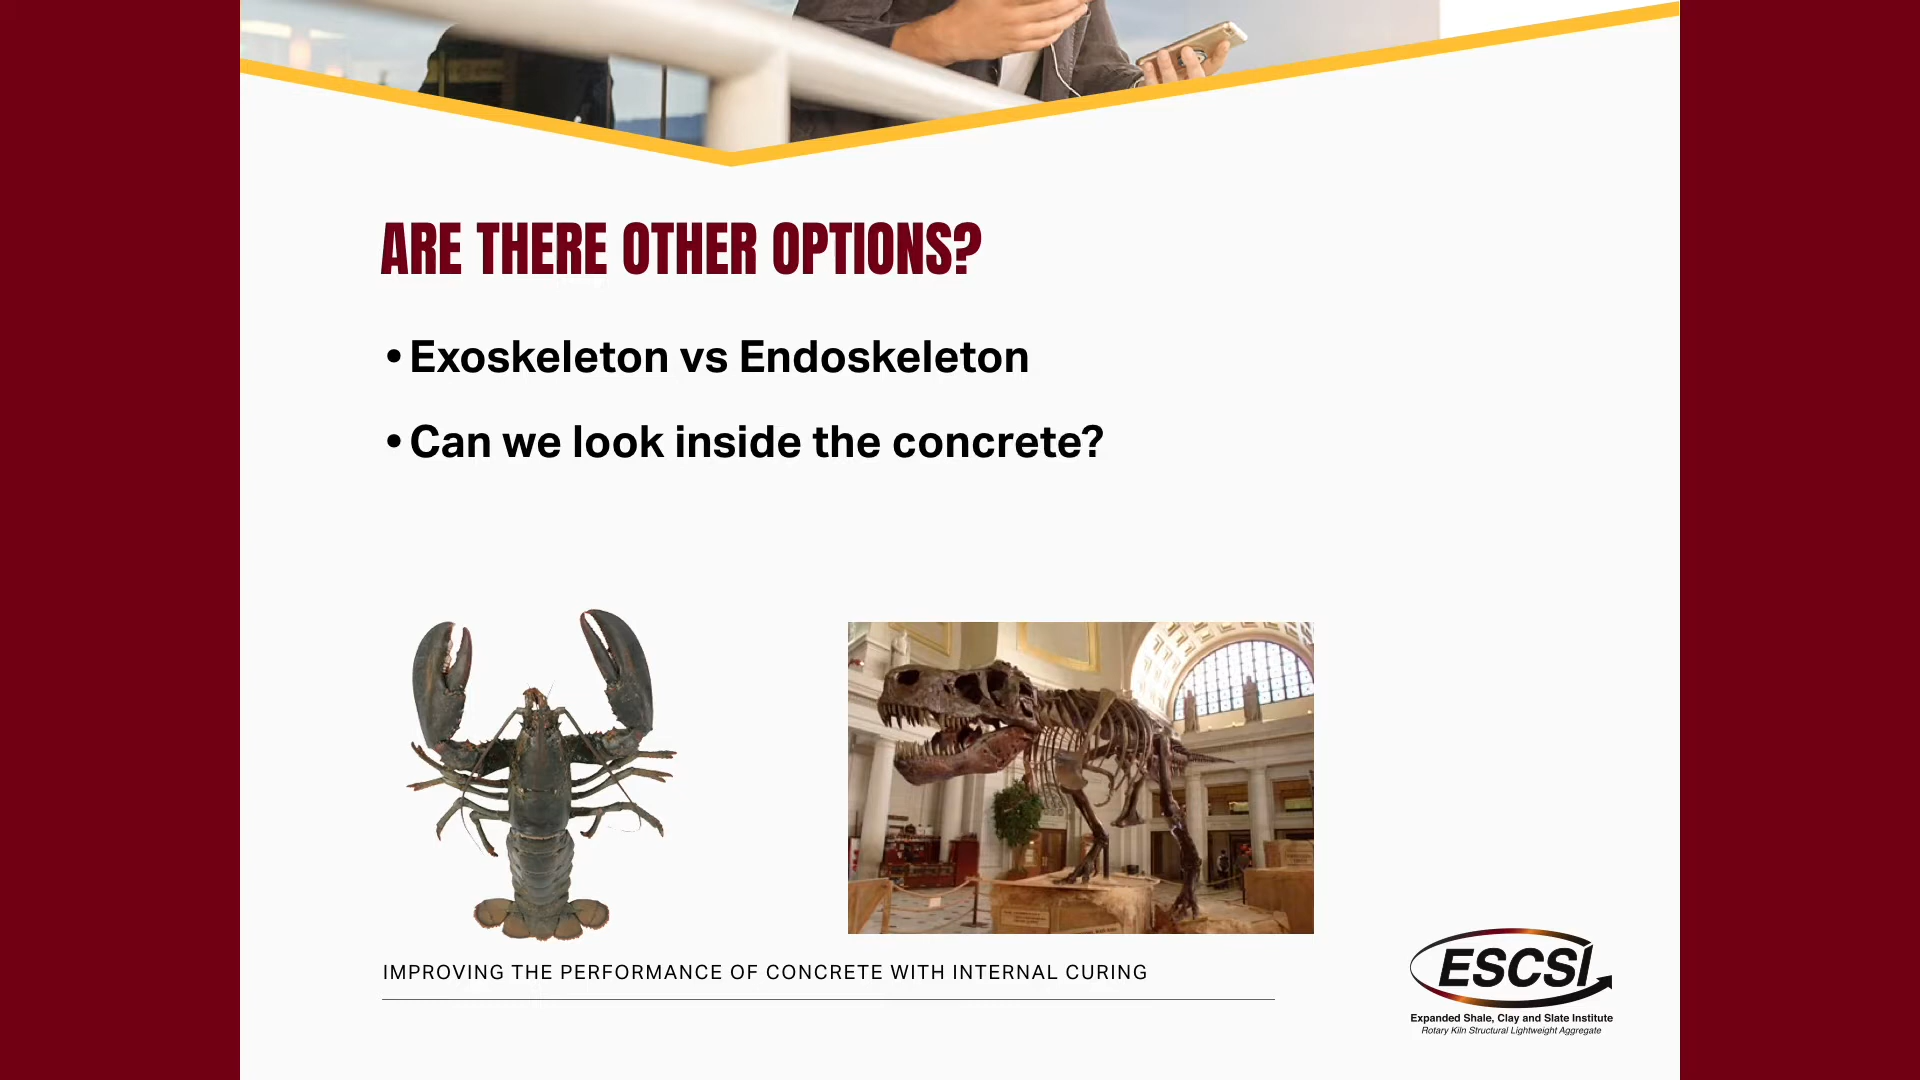 ARE THERE OTHER OPTIONS?
• Exoskeleton vs Endoskeleton
• Can we look inside the concrete?
IMPROVING THE PERFORMANCE OF CONCRETE WITH INTERNAL CURING
ESCSI
Expanded Shale, Clay and Slate Institute
Rotary Kiln Structural Lightweight Aggregate